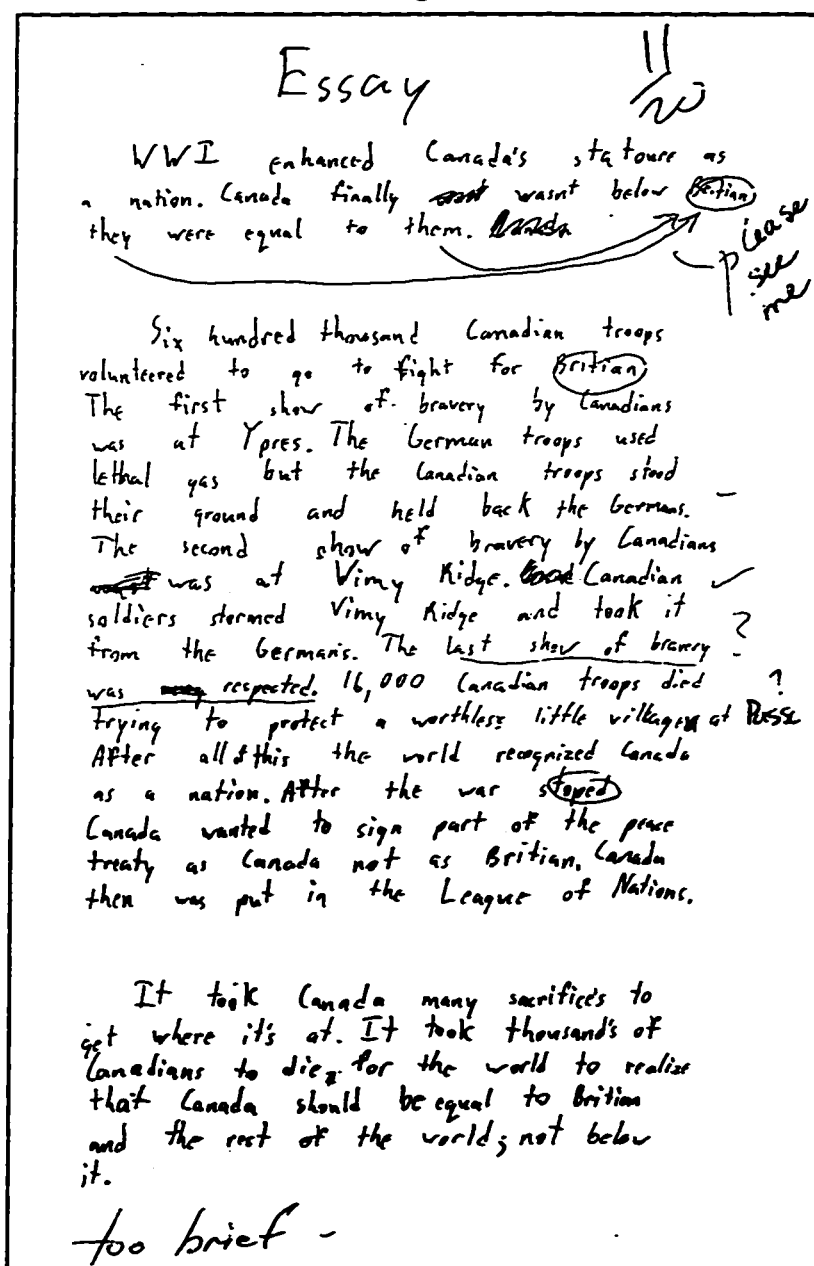 Essay
11/20
WWI enhanced Canada's statoure as
a nation. Canada finally wasnt below Britian,
they were equal to them.
please
see
me
Six hundred thousand Canadian troops
volunteered to go to fight for Britian,
The first show of bravery by Canadians
was at Ypres. The German troops used
lethal gas but the Canadian troops stood
their ground and held back the Germans.
The second show of bravery by Canadians
was at Vimy Ridge. Canadian
soldiers stormed Vimy Ridge and took it
from the Germans. The last show of bravery ?
was respected. 16,000 Canadian troops died ?
trying to protect a worthless little village at
After all of this the world recognized Canada
as a nation. After the war stoped
Canada wanted to sign part of the peace
treaty as Canada not as Britian, Canada
then was put in the League of Nations.
It took Canada many sacrifice's to
get where it's at. It took thousand's of
Canadians to die, for the world to realize
that Canada should be equal to Britian
and the rest of the world; not below
it.
too brief -